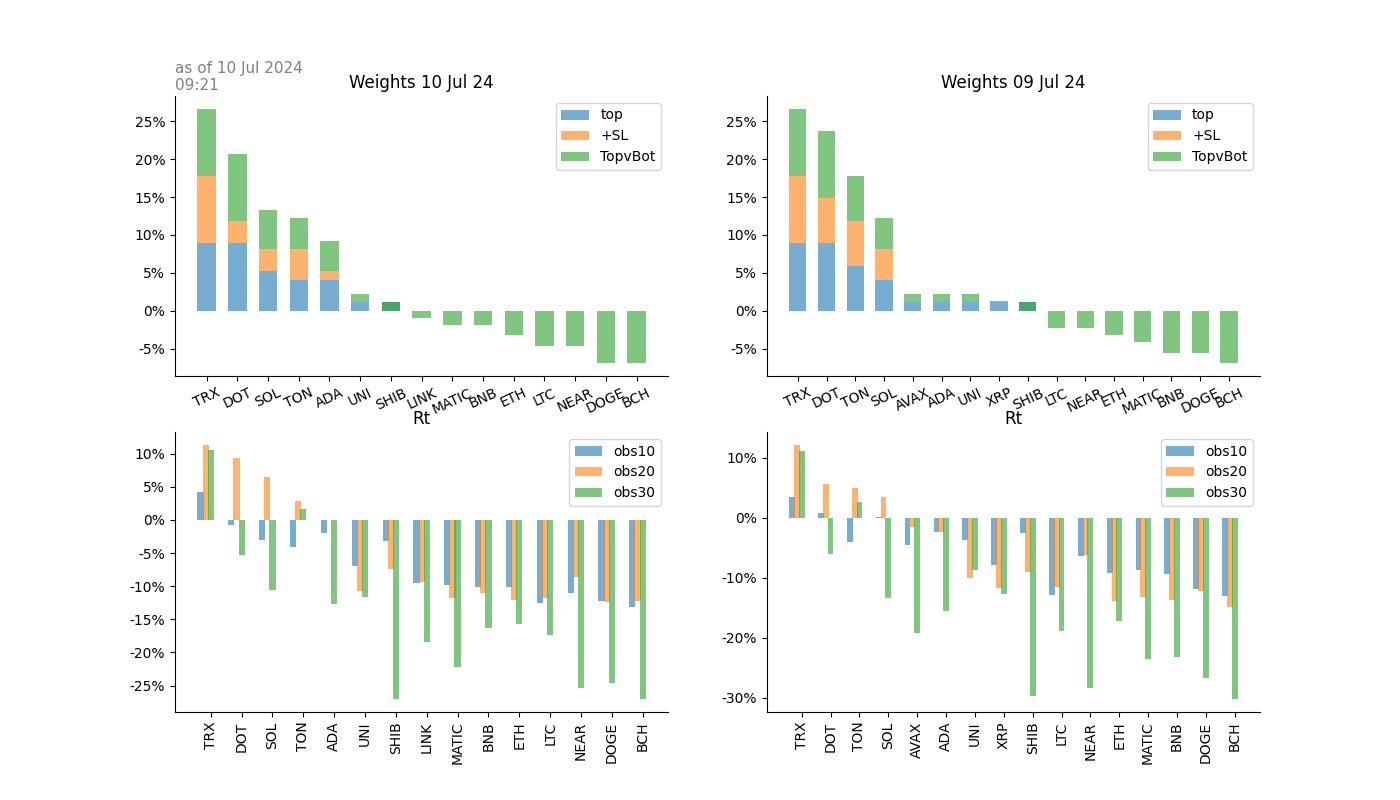 as of 10 Jul 2024
09:21
Weights 10 Jul 24
25%
20%
15%
10%
5%
0%
-5%
top
+SL
TopvBot
TRX DOT SOL TON ADA UNI SHIB LINK MATIC BNB ETH LTC NEAR DOGE BCH
Weights 09 Jul 24
25%
20%
15%
10%
5%
0%
-5%
top
+SL
TopvBot
TRX DOT TON SOL AVAX ADA UNI XRP SHIB LTC NEAR ETH MATIC BNB DOGE BCH
Rt
10%
5%
0%
-5%
-10%
-15%
-20%
-25%
obs10
obs20
obs30
TRX DOT SOL TON ADA UNI SHIB LINK MATIC BNB ETH LTC NEAR DOGE BCH
Rt
10%
0%
-10%
-20%
-30%
obs10
obs20
obs30
TRX DOT TON SOL AVAX ADA UNI XRP SHIB LTC NEAR ETH MATIC BNB DOGE BCH